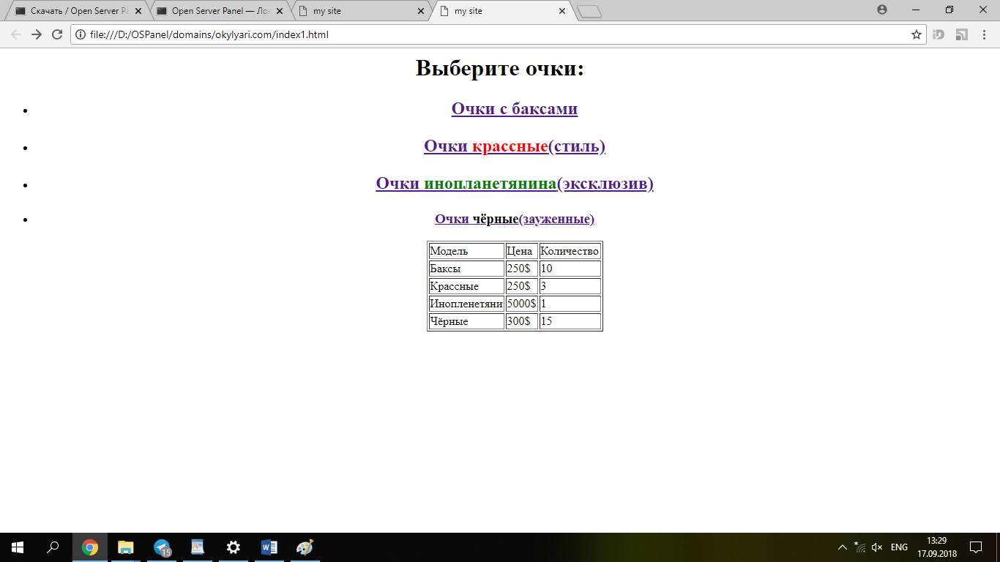 Скачать / Open Server Pa
Open Server Panel — Лок
my site
my site
file:///D:/OSPanel/domains/okylyari.com/index1.html
Выберите очки:
Очки с баксами
Очки крассные(стиль)
Очки инопланетянина(эксклюзив)
Очки чёрные(зауженные)
Модель Цена Количество
Баксы 250$ 10
Крассные 250$ 3
Инопленетяни 5000$ 1
Чёрные 300$ 15
15
ENG
13:29
17.09.2018